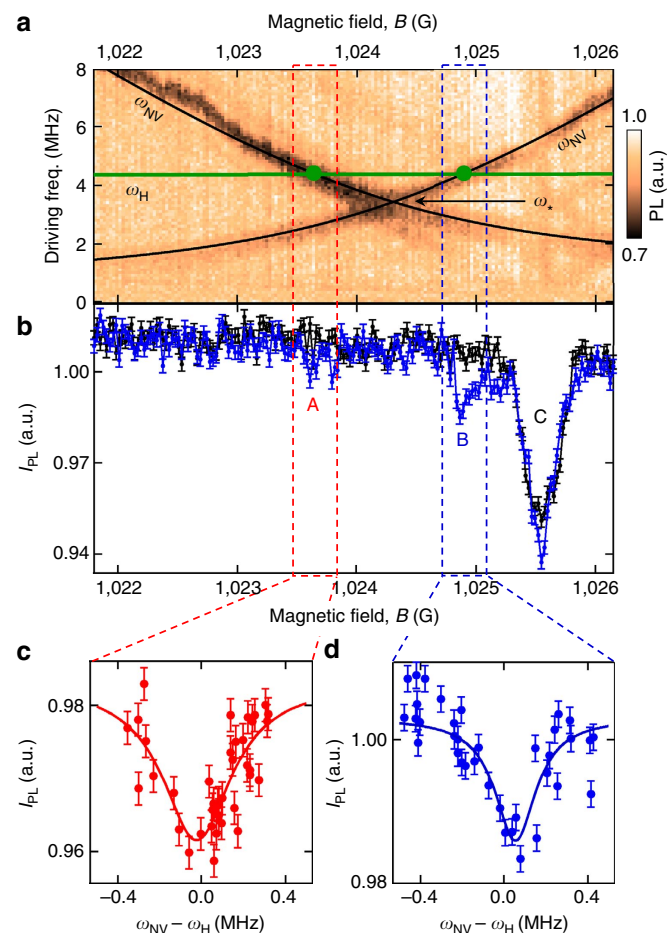 a
Magnetic field, B (G)
1,022 1,023 1,024 1,025 1,026
8
6
4
2
0
Driving freq. (MHz)
ωNV
ωNV
ωH
ω*
1.0
0.7
PL (a.u.)
b
1.00
0.97
0.94
IPL (a.u.)
A
B
C
1,022 1,023 1,024 1,025 1,026
Magnetic field, B (G)
c
0.98
0.96
IPL (a.u.)
−0.4 0.0 0.4
ωNV − ωH (MHz)
d
1.00
0.98
IPL (a.u.)
−0.4 0.0 0.4
ωNV − ωH (MHz)